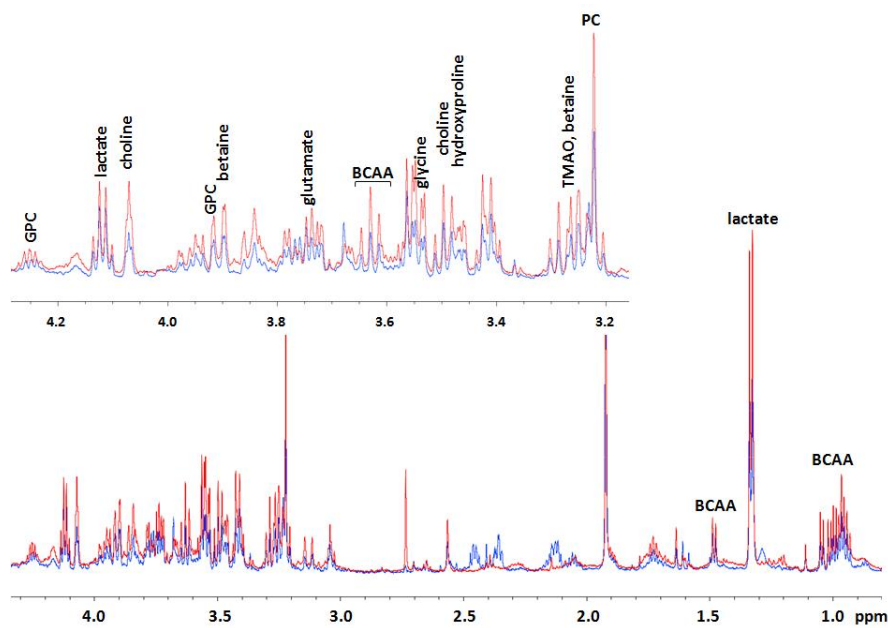 PC
GPC
lactate
choline
GPC
betaine
glutamate
BCAA
glycine
choline
hydroxyproline
TMAO, betaine
4.2 4.0 3.8 3.6 3.4 3.2
lactate
BCAA
BCAA
4.0 3.5 3.0 2.5 2.0 1.5 1.0 ppm